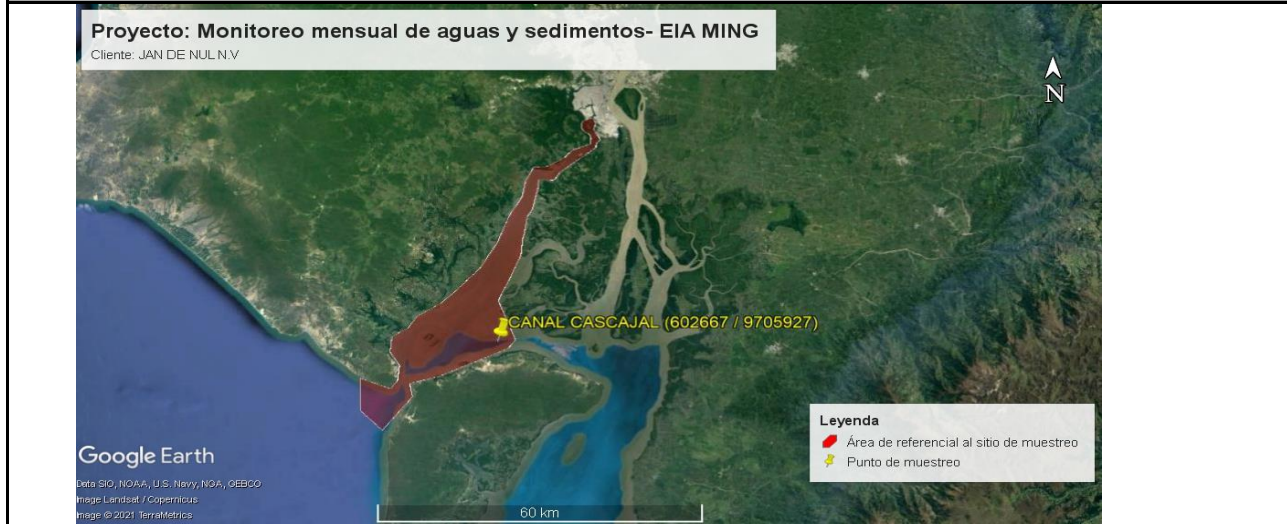 Proyecto: Monitoreo mensual de aguas y sedimentos- EIA MING
Cliente: JAN DE NUL N.V
N
CANAL CASCAJAL (602667 / 9705927)
Leyenda
Área de referencial al sitio de muestreo
Punto de muestreo
Google Earth
Data SIO, NOAA, U.S. Navy, NGA, GEBCO
Image Landsat / Copernicus
Image © 2021 TerraMetrics
60 km